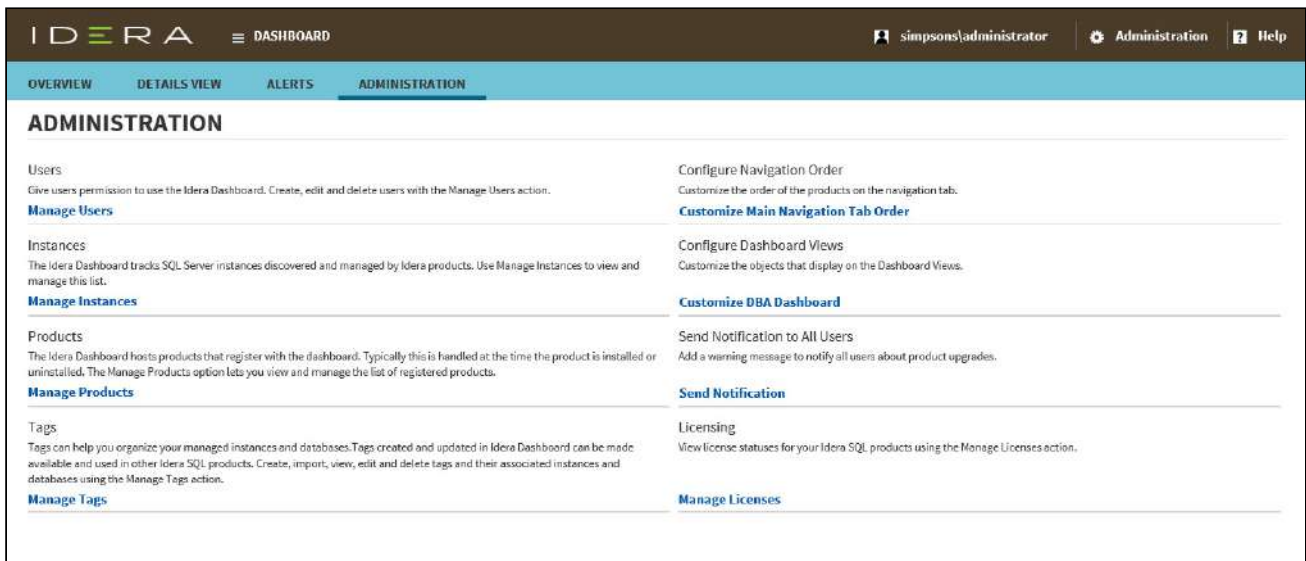 IDERA
DASHBOARD
simpsons\administrator
Administration
? Help
OVERVIEW
DETAILS VIEW
ALERTS
ADMINISTRATION
ADMINISTRATION
Users
Give users permission to use the Idera Dashboard. Create, edit and delete users with the Manage Users action.
Manage Users
Instances
The Idera Dashboard tracks SQL Server instances discovered and managed by Idera products. Use Manage Instances to view and
manage this list.
Manage Instances
Products
The Idera Dashboard hosts products that register with the dashboard. Typically this is handled at the time the product is installed or
uninstalled. The Manage Products option lets you view and manage the list of registered products.
Manage Products
Tags
Tags can help you organize your managed instances and databases.Tags created and updated in Idera Dashboard can be made
available and used in other Idera SQL products. Create, import, view, edit and delete tags and their associated instances and
databases using the Manage Tags action.
Manage Tags
Configure Navigation Order
Customize the order of the products on the navigation tab.
Customize Main Navigation Tab Order
Configure Dashboard Views
Customize the objects that display on the Dashboard Views.
Customize DBA Dashboard
Send Notification to All Users
Add a warning message to notify all users about product upgrades.
Send Notification
Licensing
View license statuses for your Idera SQL products using the Manage Licenses action.
Manage Licenses